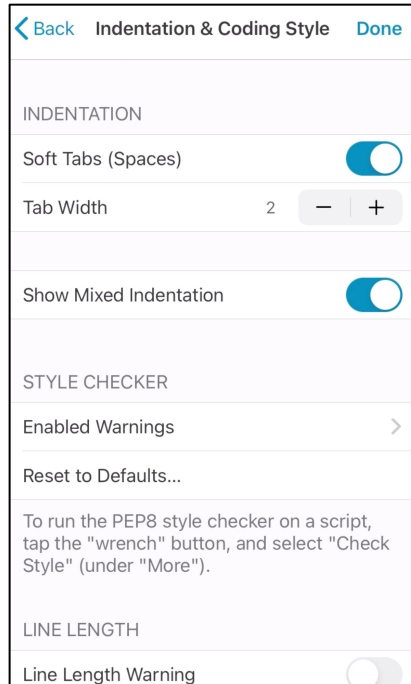 Back Indentation & Coding Style Done
INDENTATION
Soft Tabs (Spaces)
Tab Width 2 − +
Show Mixed Indentation
STYLE CHECKER
Enabled Warnings
Reset to Defaults...
To run the PEP8 style checker on a script,
tap the "wrench" button, and select "Check
Style" (under "More").
LINE LENGTH
Line Length Warning